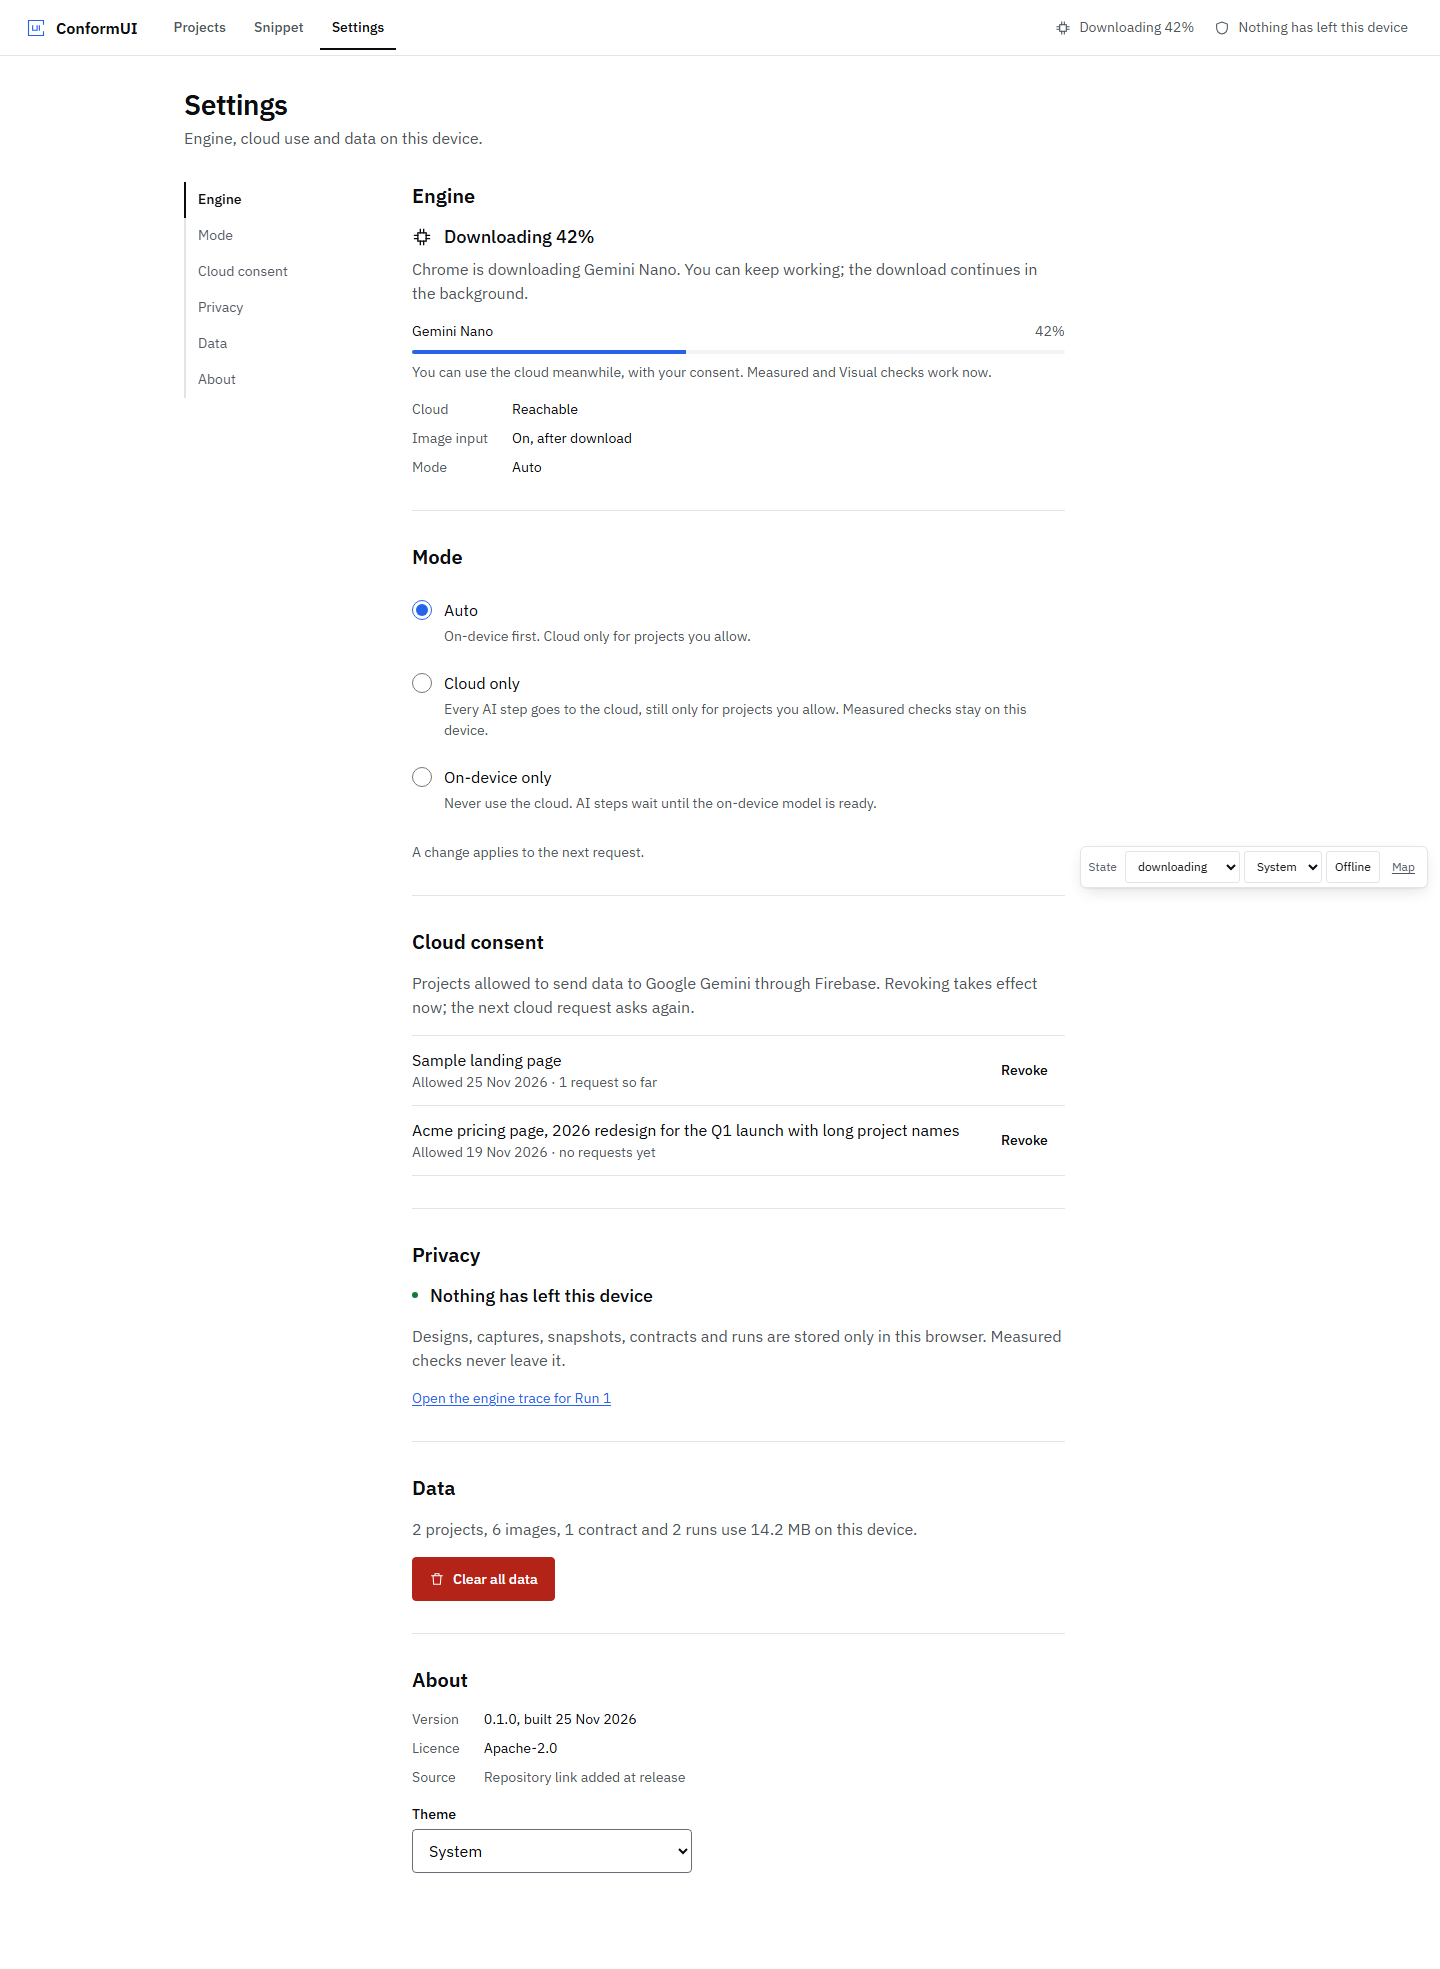 UI ConformUI Projects Snippet Settings Downloading 42% Nothing has left this device
Settings
Engine, cloud use and data on this device.
Engine
Mode
Cloud consent
Privacy
Data
About
Engine
Downloading 42%
Chrome is downloading Gemini Nano. You can keep working; the download continues in
the background.
Gemini Nano 42%
You can use the cloud meanwhile, with your consent. Measured and Visual checks work now.
Cloud Reachable
Image input On, after download
Mode Auto
Mode
Auto
On-device first. Cloud only for projects you allow.
Cloud only
Every AI step goes to the cloud, still only for projects you allow. Measured checks stay on this
device.
On-device only
Never use the cloud. AI steps wait until the on-device model is ready.
A change applies to the next request.
State downloading System Offline Map
Cloud consent
Projects allowed to send data to Google Gemini through Firebase. Revoking takes effect
now; the next cloud request asks again.
Sample landing page
Allowed 25 Nov 2026 · 1 request so far
Revoke
Acme pricing page, 2026 redesign for the Q1 launch with long project names
Allowed 19 Nov 2026 · no requests yet
Revoke
Privacy
Nothing has left this device
Designs, captures, snapshots, contracts and runs are stored only in this browser. Measured
checks never leave it.
Open the engine trace for Run 1
Data
2 projects, 6 images, 1 contract and 2 runs use 14.2 MB on this device.
Clear all data
About
Version 0.1.0, built 25 Nov 2026
Licence Apache-2.0
Source Repository link added at release
Theme
System